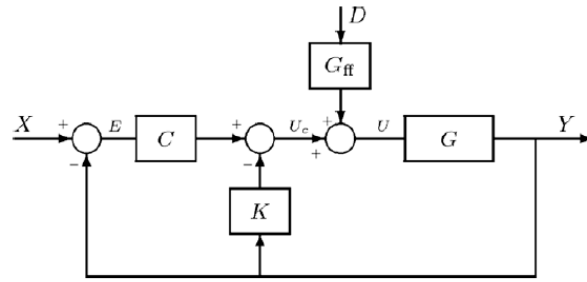 D
G_ff
X + E C + U_c + U G Y
− − +
K